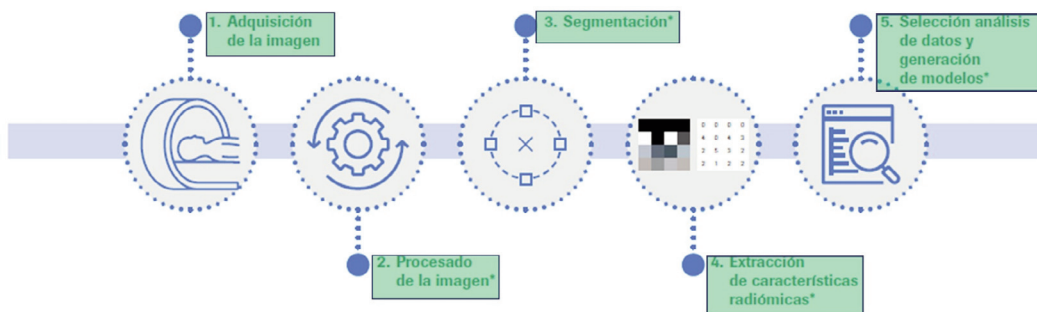 1. Adquisición
de la imagen
2. Procesado
de la imagen*
3. Segmentación*
0 0 0 0
4 0 4 3
2 5 5 2
2 1 2 2
4. Extracción
de características
radiómicas*
5. Selección análisis
de datos y
generación
de modelos*